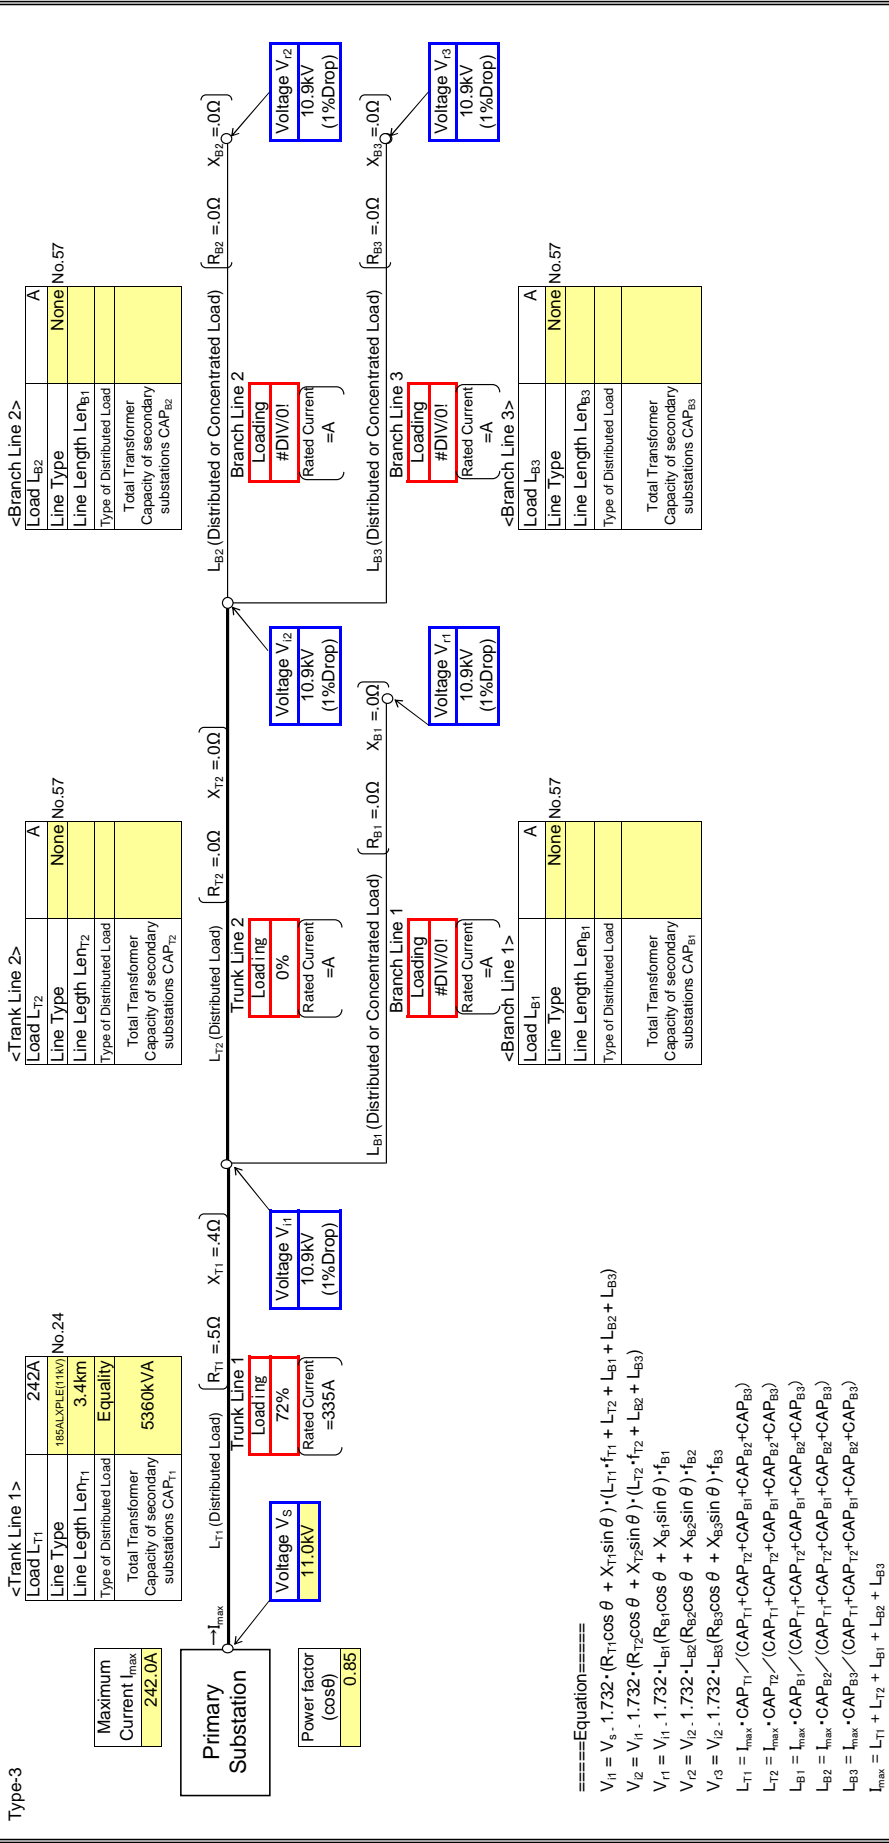 Type-3
Maximum
Current Imax
242.0A
Primary
Substation
Power factor
(cosθ)
0.85
→Imax
Voltage VS
11.0kV
<Trank Line 1>
Load LT1 242A
Line Type 185ALXPLE(11kV) No.24
Line Legth LenT1 3.4km
Type of Distributed Load Equality
Total Transformer
Capacity of secondary
substations CAPT1
5360kVA
LT1 (Distributed Load)
RT1 =.5Ω XT1 =.4Ω
Trunk Line 1
Loading
72%
Rated Current
=335A
Voltage Vi1
10.9kV
(1%Drop)
<Trank Line 2>
Load LT2 A
Line Type None No.57
Line Legth LenT2
Type of Distributed Load
Total Transformer
Capacity of secondary
substations CAPT2
LT2 (Distributed Load)
RT2 =.0Ω XT2 =.0Ω
Trunk Line 2
Loading
0%
Rated Current
=A
Voltage Vi2
10.9kV
(1%Drop)
LB1 (Distributed or Concentrated Load)
RB1 =.0Ω XB1 =.0Ω
Branch Line 1
Loading
#DIV/0!
Rated Current
=A
Voltage Vr1
10.9kV
(1%Drop)
<Branch Line 1>
Load LB1 A
Line Type None No.57
Line Length LenB1
Type of Distributed Load
Total Transformer
Capacity of secondary
substations CAPB1
<Branch Line 2>
Load LB2 A
Line Type None No.57
Line Length LenB1
Type of Distributed Load
Total Transformer
Capacity of secondary
substations CAPB2
LB2 (Distributed or Concentrated Load)
RB2 =.0Ω XB2 =.0Ω
Branch Line 2
Loading
#DIV/0!
Rated Current
=A
Voltage Vr2
10.9kV
(1%Drop)
LB3 (Distributed or Concentrated Load)
RB3 =.0Ω XB3 =.0Ω
Branch Line 3
Loading
#DIV/0!
Rated Current
=A
Voltage Vr3
10.9kV
(1%Drop)
<Branch Line 3>
Load LB3 A
Line Type None No.57
Line Length LenB3
Type of Distributed Load
Total Transformer
Capacity of secondary
substations CAPB3
=====Equation=====
Vi1 = Vs - 1.732・(RT1cos θ + XT1sin θ)・(LT1・fT1 + LT2 + LB1 + LB2 + LB3)
Vi2 = Vi1 - 1.732・(RT2cos θ + XT2sin θ)・(LT2・fT2 + LB2 + LB3)
Vr1 = Vi1 - 1.732・LB1(RB1cos θ + XB1sin θ)・fB1
Vr2 = Vi2 - 1.732・LB2(RB2cos θ + XB2sin θ)・fB2
Vr3 = Vi2 - 1.732・LB3(RB3cos θ + XB3sin θ)・fB3
LT1 = Imax・CAPT1／(CAPT1+CAPT2+CAPB1+CAPB2+CAPB3)
LT2 = Imax・CAPT2／(CAPT1+CAPT2+CAPB1+CAPB2+CAPB3)
LB1 = Imax・CAPB1／(CAPT1+CAPT2+CAPB1+CAPB2+CAPB3)
LB2 = Imax・CAPB2／(CAPT1+CAPT2+CAPB1+CAPB2+CAPB3)
LB3 = Imax・CAPB3／(CAPT1+CAPT2+CAPB1+CAPB2+CAPB3)
Imax = LT1 + LT2 + LB1 + LB2 + LB3